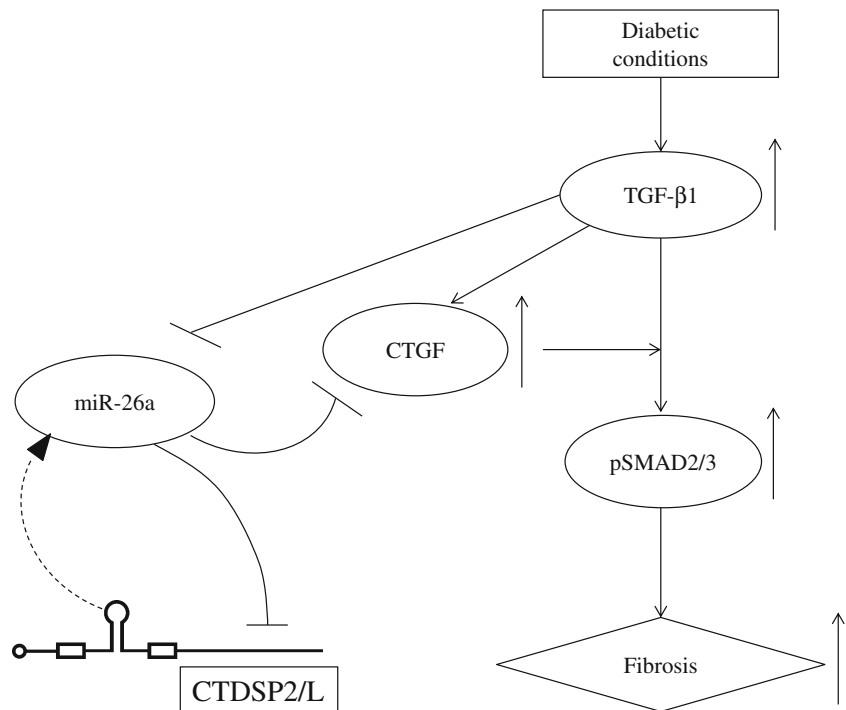 Diabetic
conditions
TGF-β1
CTGF
miR-26a
pSMAD2/3
Fibrosis
CTDSP2/L